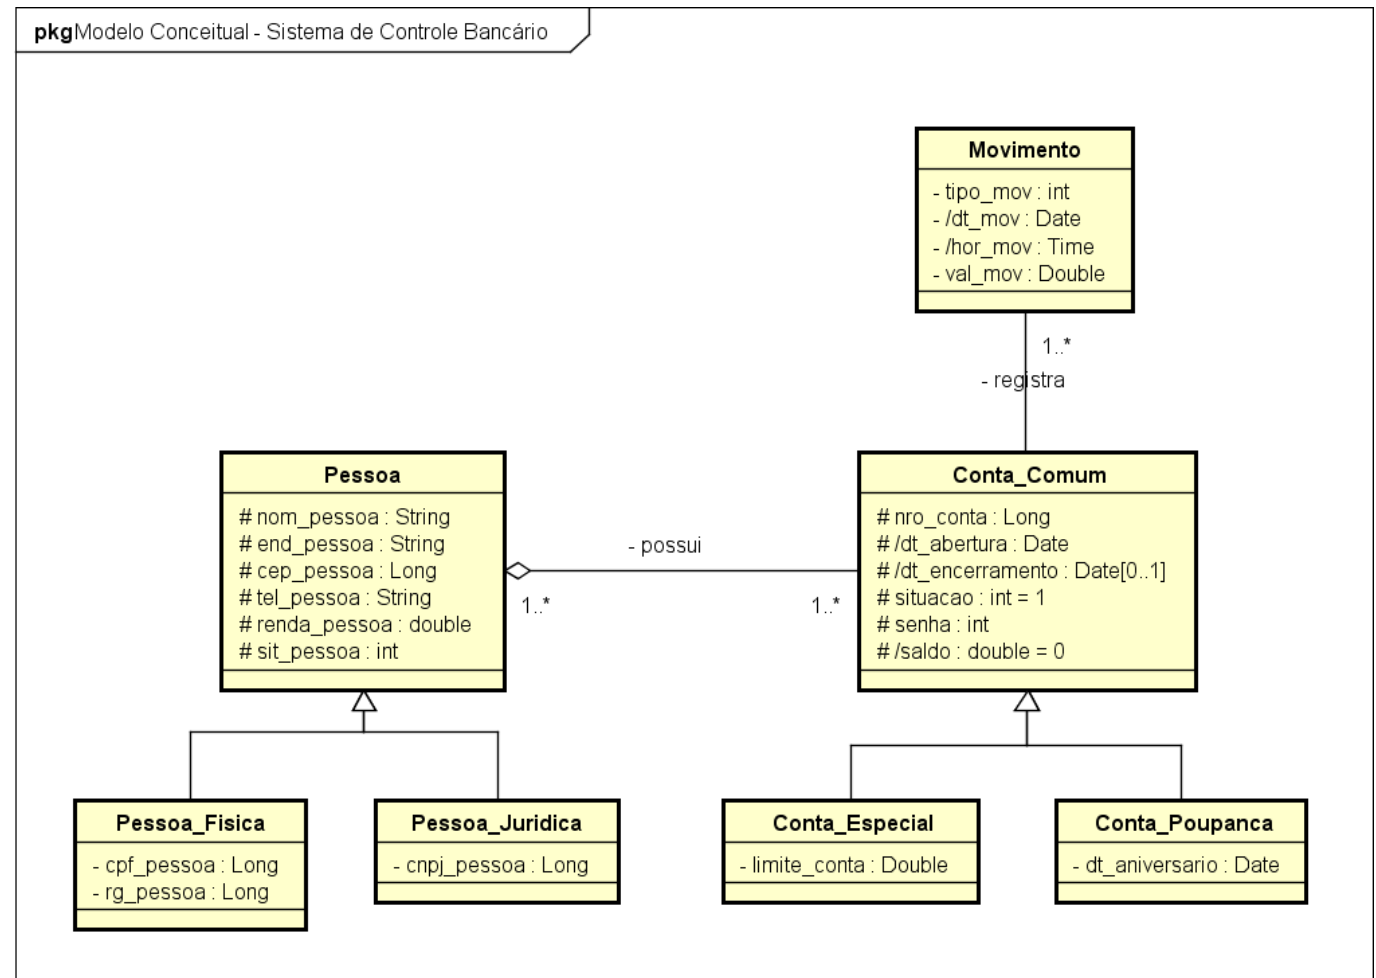 pkgModelo Conceitual - Sistema de Controle Bancário
Movimento
- tipo_mov : int
- /dt_mov : Date
- /hor_mov : Time
- val_mov : Double
1..*
- registra
Pessoa
# nom_pessoa : String
# end_pessoa : String
# cep_pessoa : Long
# tel_pessoa : String
# renda_pessoa : double
# sit_pessoa : int
- possui
1..*
1..*
Conta_Comum
# nro_conta : Long
# /dt_abertura : Date
# /dt_encerramento : Date[0..1]
# situacao : int = 1
# senha : int
# /saldo : double = 0
Pessoa_Fisica
- cpf_pessoa : Long
- rg_pessoa : Long
Pessoa_Juridica
- cnpj_pessoa : Long
Conta_Especial
- limite_conta : Double
Conta_Poupanca
- dt_aniversario : Date